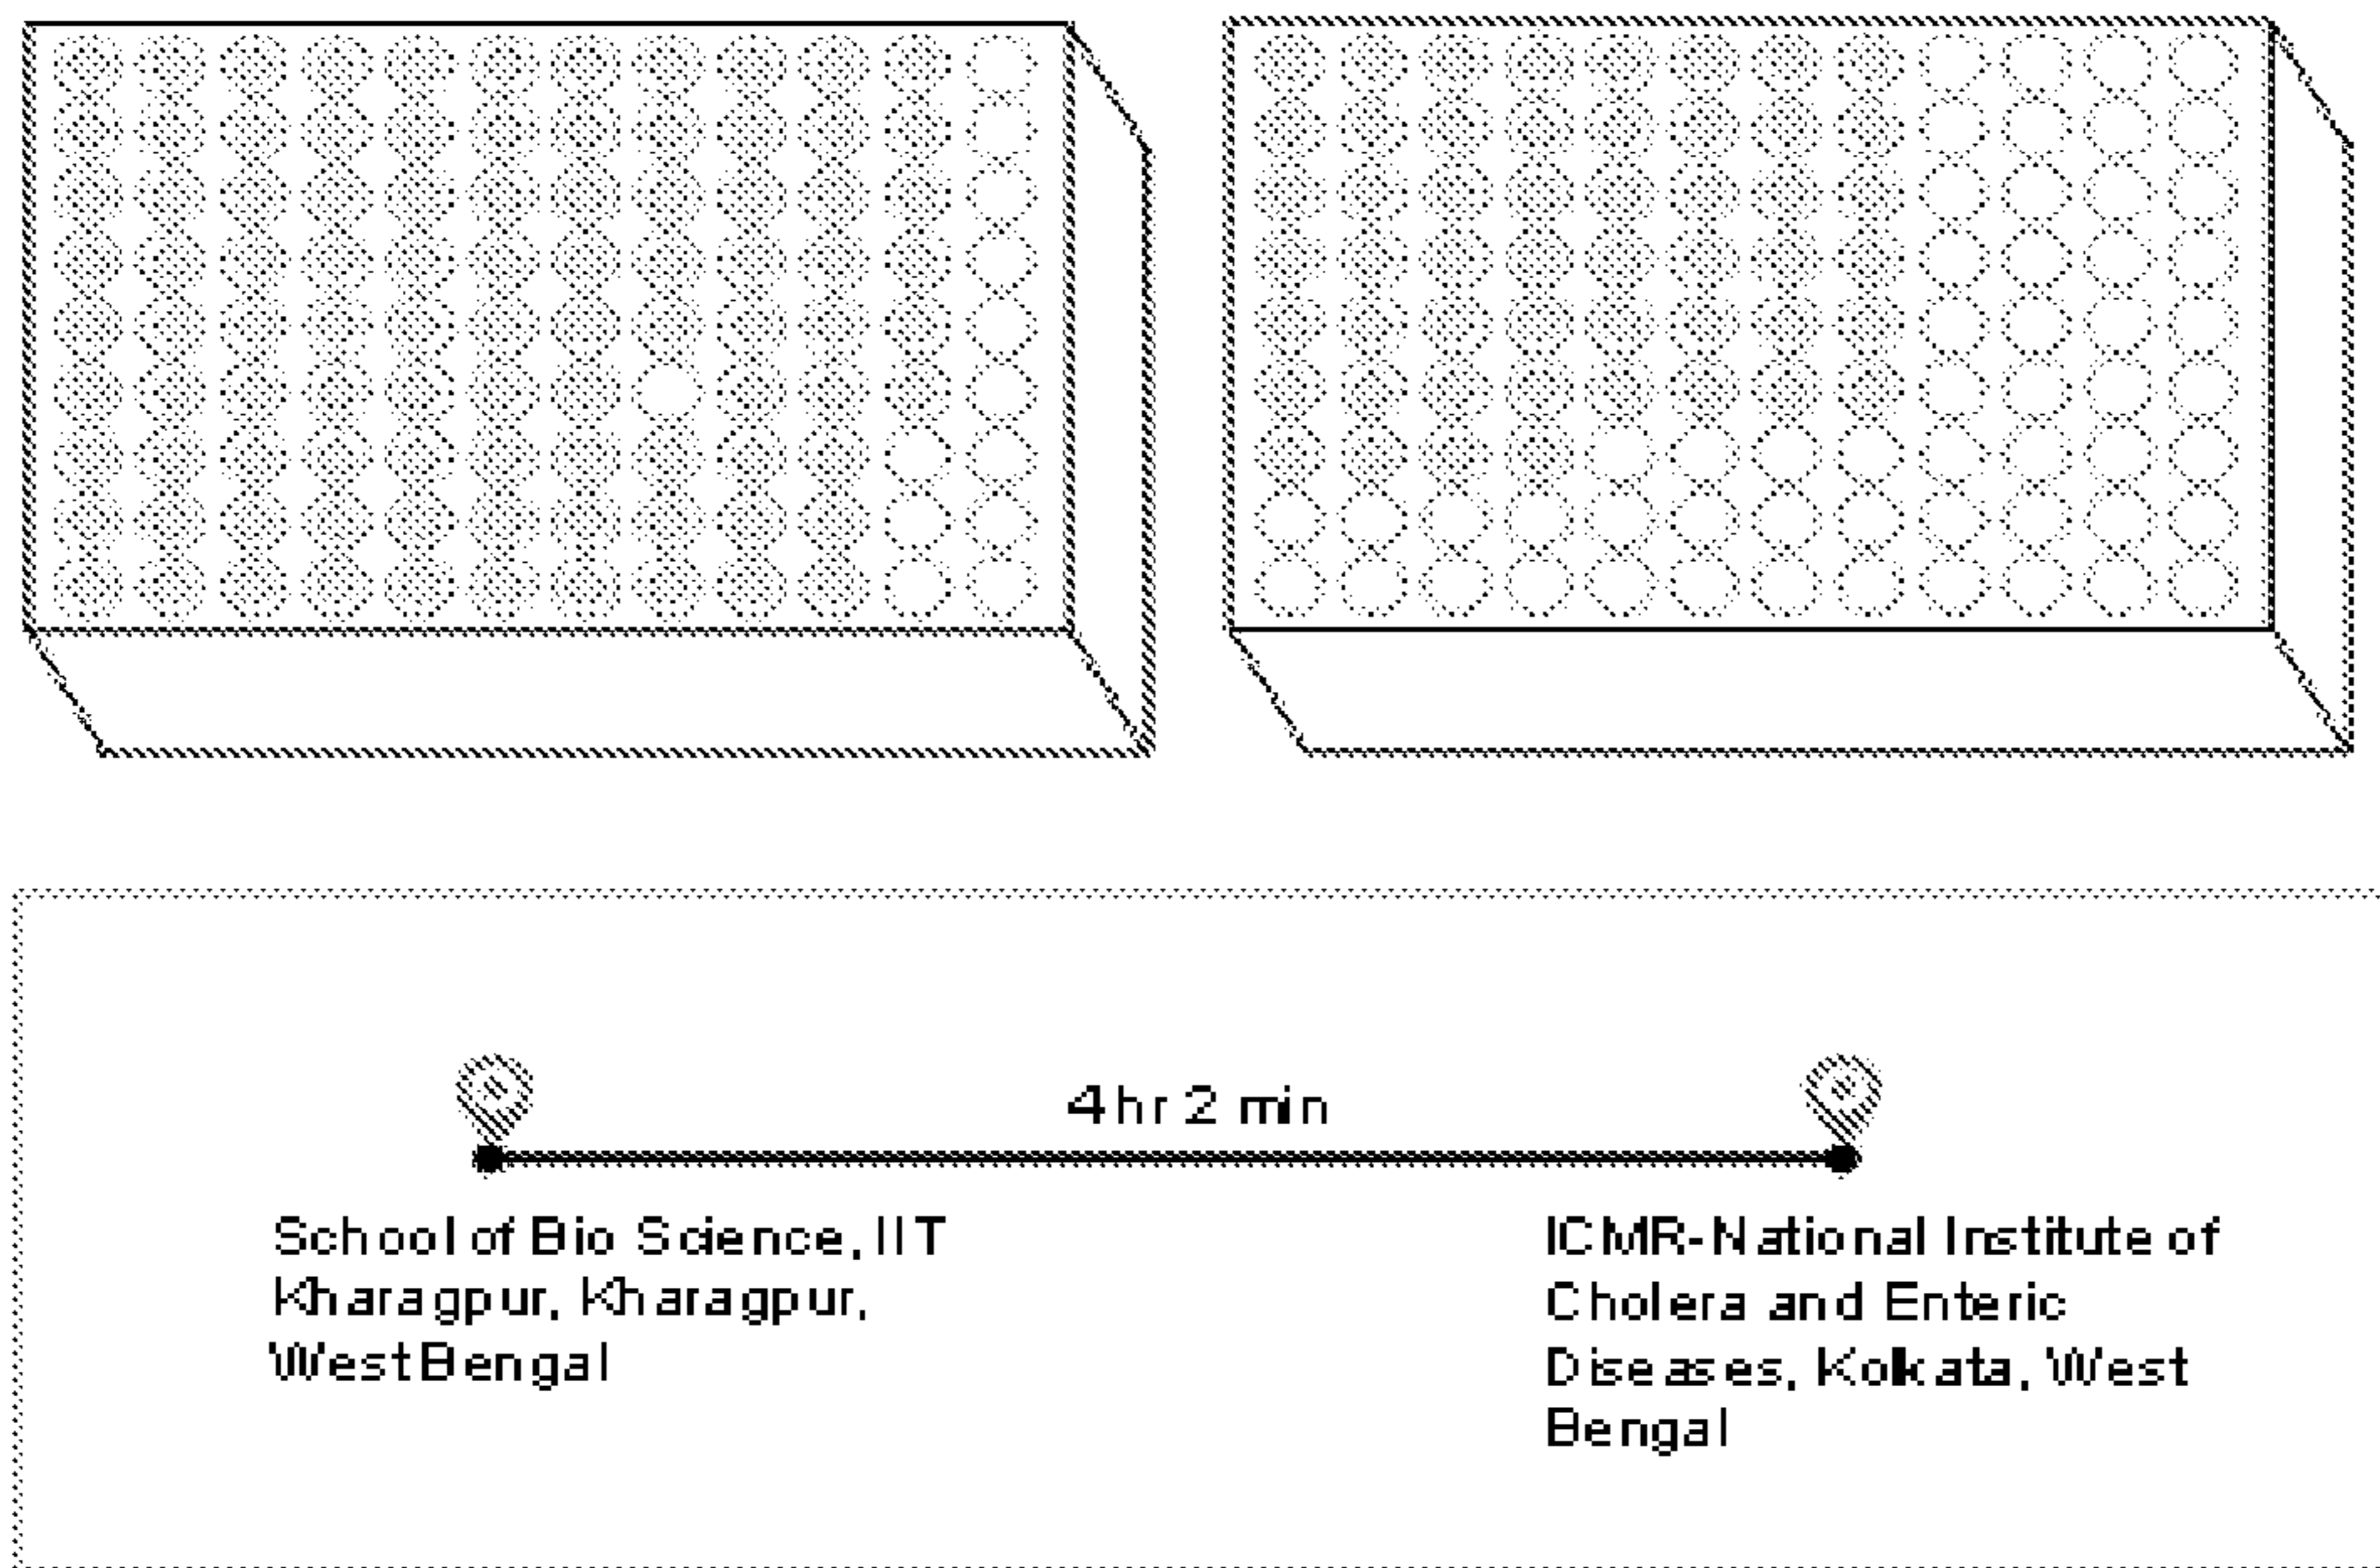 4 hr 2 min
School of Bio Science, IIT
Kharagpur, Kharagpur,
West Bengal
ICMR-National Institute of
Cholera and Enteric
Diseases, Kolkata, West
Bengal